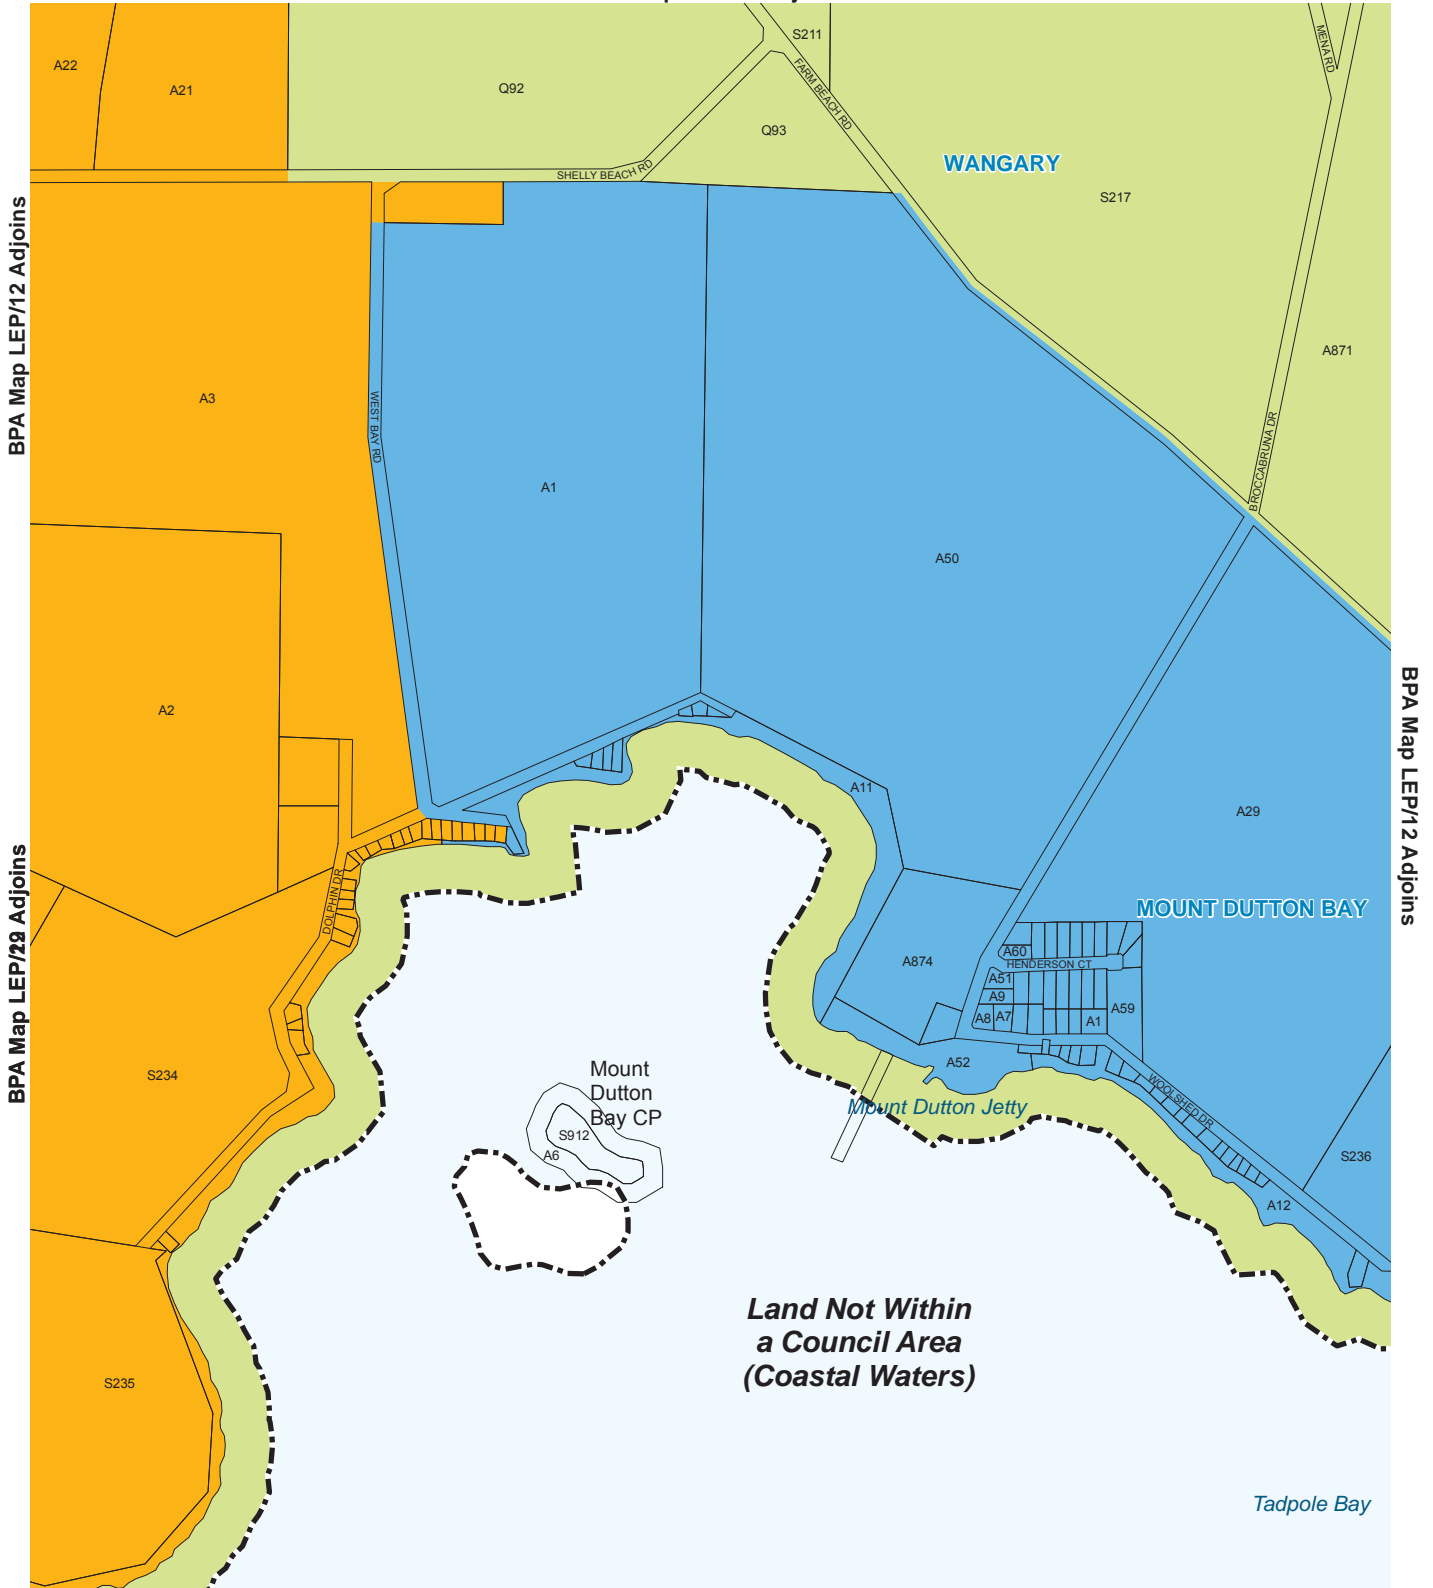 A22
A21
Q92
S211
FARM BEACH RD
MENA RD
Q93
SHELLY BEACH RD
WANGARY
S217
BPA Map LEP/12 Adjoins
A871
A3
WEST BAY RD
BROCCABRUNA DR
A1
A50
A2
BPA Map LEP/12 Adjoins
A11
A29
DOLPHIN DR
MOUNT DUTTON BAY
A60
HENDERSON CT
A874
A51
A9
A8
A7
A1
A59
BPA Map Adjoins
S234
A52
Mount
Dutton
Bay CP
Mount Dutton Jetty
WOOLSHED DR
S912
A6
S236
A12
Land Not Within
a Council Area
(Coastal Waters)
S235
Tadpole Bay